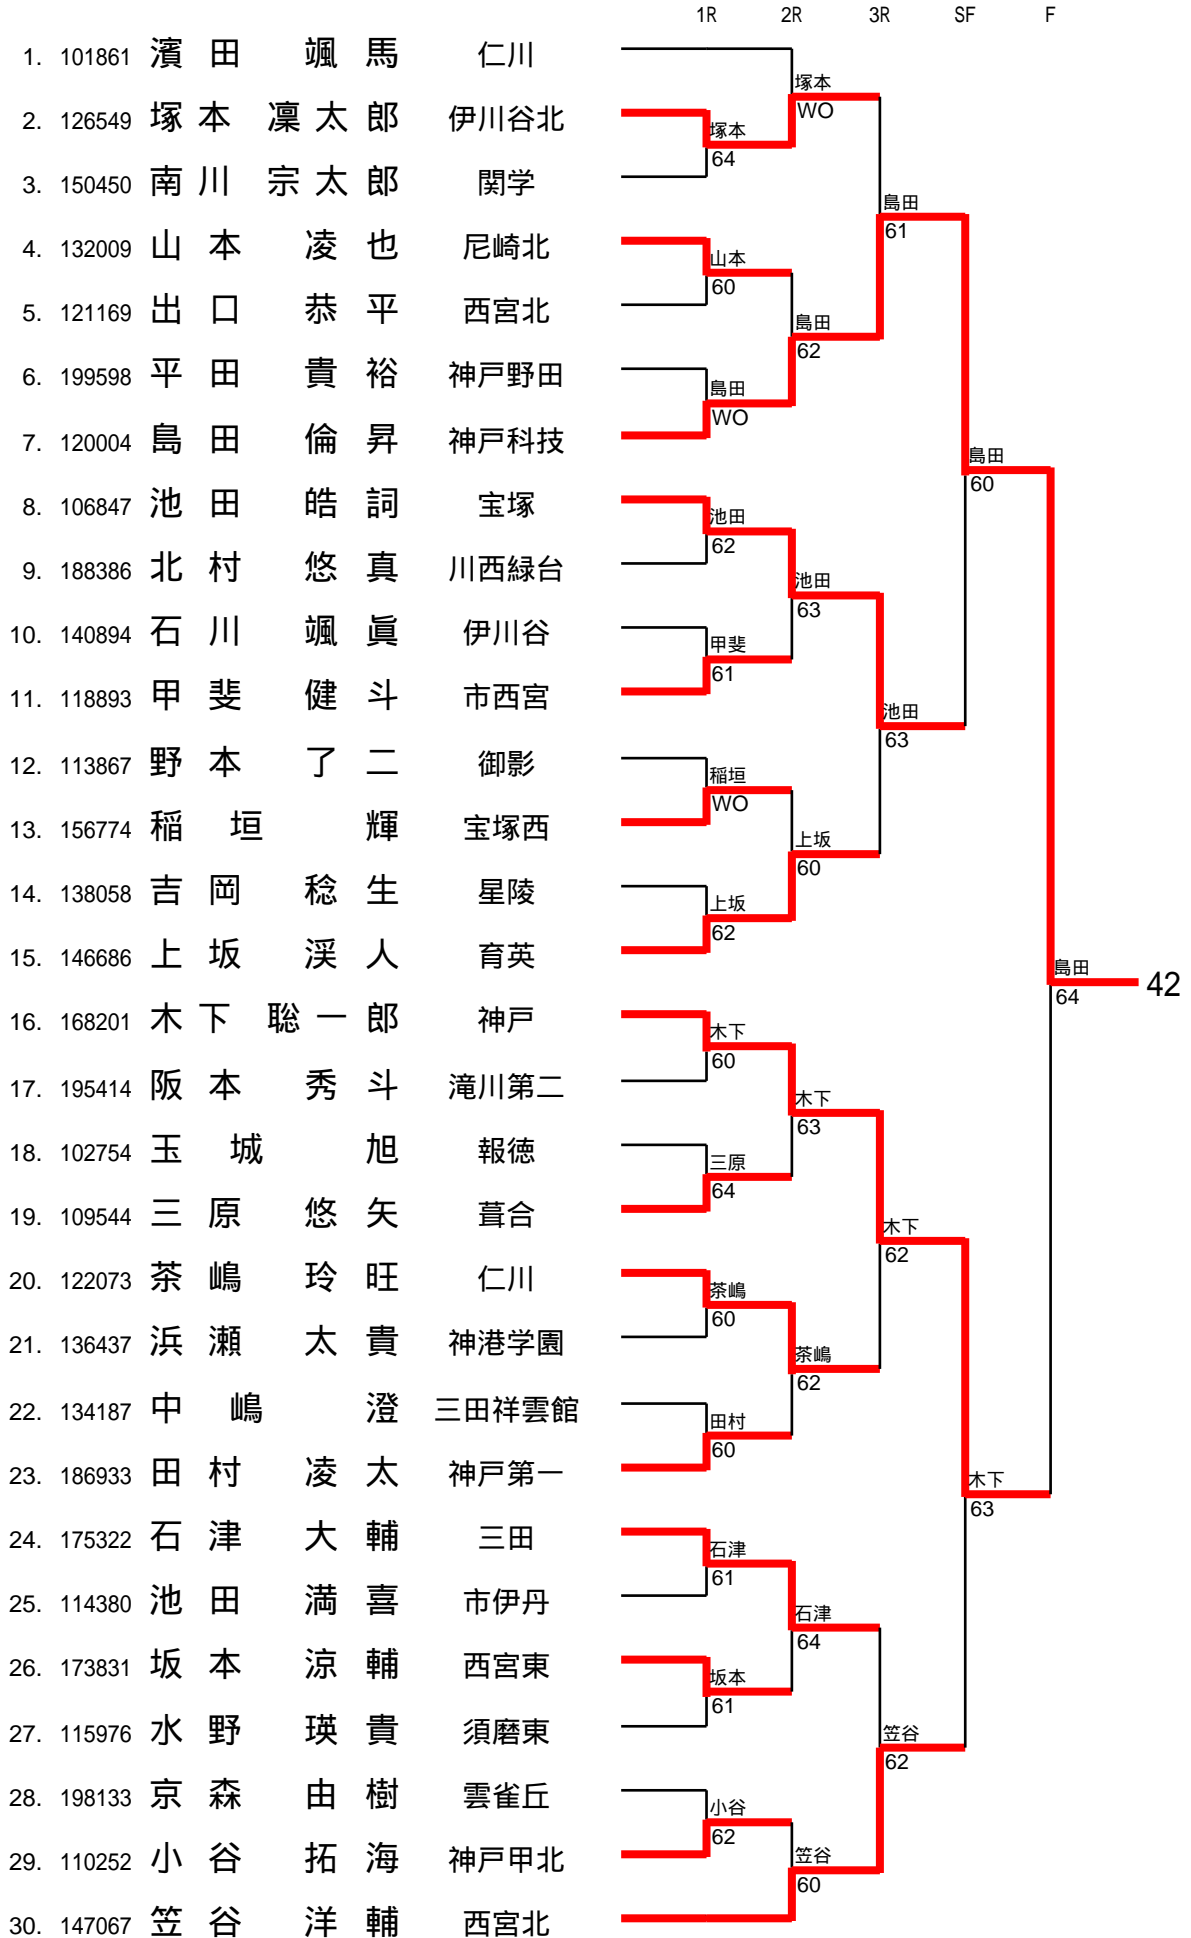 1R 2R 3R SF F
1. 101861 濱田 颯馬 仁川
塚本
WO
2. 126549 塚本 凜太郎 伊川谷北
塚本
64
3. 150450 南川 宗太郎 関学
島田
61
4. 132009 山本 凌也 尼崎北
山本
60
5. 121169 出口 恭平 西宮北
島田
62
6. 199598 平田 貴裕 神戸野田
島田
WO
7. 120004 島田 倫昇 神戸科技
島田
60
8. 106847 池田 皓詞 宝塚
池田
62
9. 188386 北村 悠真 川西緑台
池田
63
10. 140894 石川 颯眞 伊川谷
甲斐
61
11. 118893 甲斐 健斗 市西宮
池田
63
12. 113867 野本 了二 御影
稲垣
WO
13. 156774 稲垣 輝 宝塚西
上坂
60
14. 138058 吉岡 稔生 星陵
上坂
62
15. 146686 上坂 渓人 育英
島田
64
42
16. 168201 木下 聡一郎 神戸
木下
60
17. 195414 阪本 秀斗 滝川第二
木下
63
18. 102754 玉城 旭 報徳
三原
64
19. 109544 三原 悠矢 葺合
木下
62
20. 122073 茶嶋 玲旺 仁川
茶嶋
60
21. 136437 浜瀬 太貴 神港学園
茶嶋
62
22. 134187 中嶋 澄 三田祥雲館
田村
60
23. 186933 田村 凌太 神戸第一
木下
63
24. 175322 石津 大輔 三田
石津
61
25. 114380 池田 満喜 市伊丹
石津
64
26. 173831 坂本 涼輔 西宮東
坂本
61
27. 115976 水野 瑛貴 須磨東
笠谷
62
28. 198133 京森 由樹 雲雀丘
小谷
62
29. 110252 小谷 拓海 神戸甲北
笠谷
60
30. 147067 笠谷 洋輔 西宮北